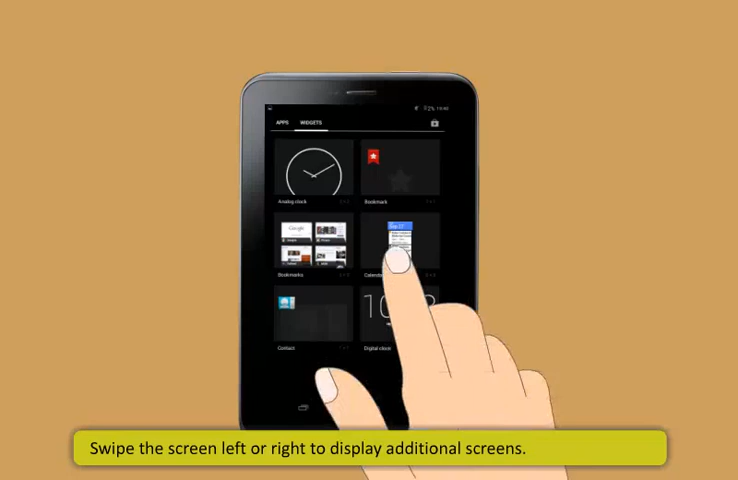 APPS WIDGETS
Analog clock
Bookmark
Bookmarks
Contact
Digital clock
Swipe the screen left or right to display additional screens.